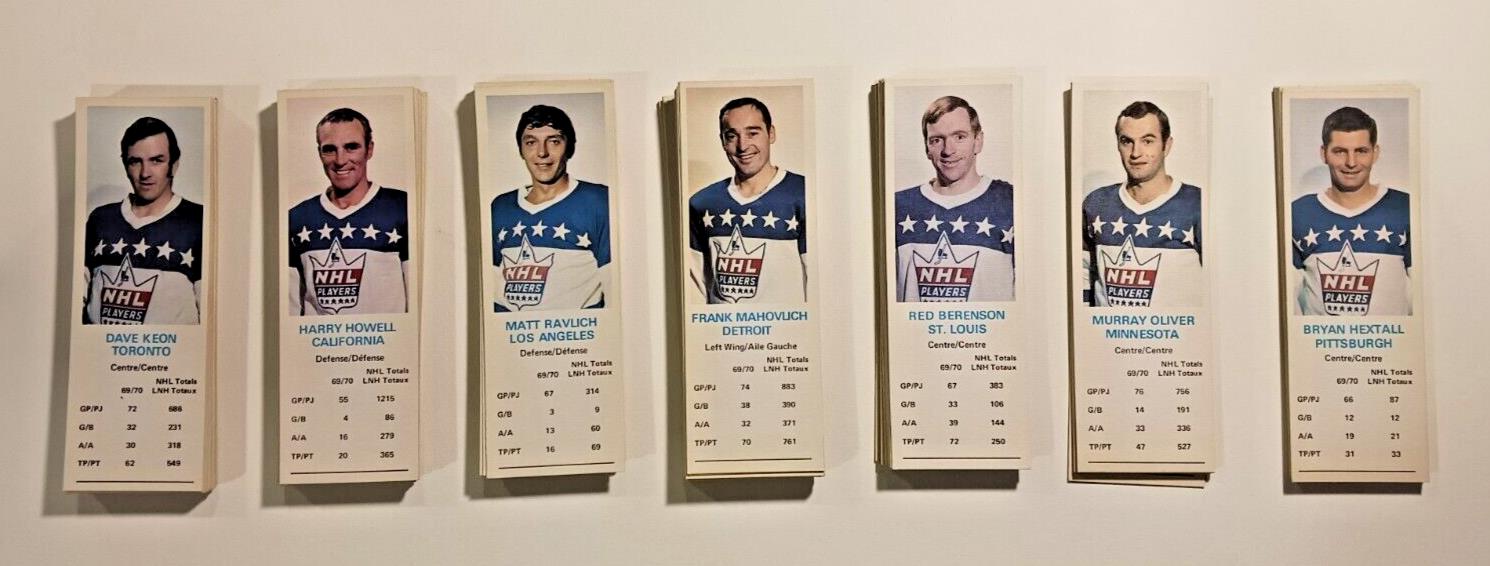 NHL
PLAYERS
DAVE KEON
TORONTO
Centre/Centre
NHL Totals
69/70 LNH Totaux
GP/PJ 72 686
G/B 32 231
A/A 30 318
TP/PT 62 549
NHL
PLAYERS
HARRY HOWELL
CALIFORNIA
Defense/Défense
NHL Totals
69/70 LNH Totaux
GP/PJ 55 1215
G/B 4 86
A/A 16 279
TP/PT 20 365
NHL
PLAYERS
MATT RAVLICH
LOS ANGELES
Defense/Défense
NHL Totals
69/70 LNH Totaux
GP/PJ 67 314
G/B 3 9
A/A 13 60
TP/PT 16 69
NHL
PLAYERS
FRANK MAHOVLICH
DETROIT
Left Wing/Aile Gauche
NHL Totals
69/70 LNH Totaux
GP/PJ 74 883
G/B 38 390
A/A 32 371
TP/PT 70 761
NHL
PLAYERS
RED BERENSON
ST. LOUIS
Centre/Centre
NHL Totals
69/70 LNH Totaux
GP/PJ 67 383
G/B 33 106
A/A 39 144
TP/PT 72 250
NHL
PLAYERS
MURRAY OLIVER
MINNESOTA
Centre/Centre
NHL Totals
69/70 LNH Totaux
GP/PJ 76 756
G/B 14 191
A/A 33 336
TP/PT 47 527
NHL
PLAYERS
BRYAN HEXTALL
PITTSBURGH
Centre/Centre
NHL Totals
69/70 LNH Totaux
GP/PJ 66 87
G/B 12 12
A/A 19 21
TP/PT 31 33